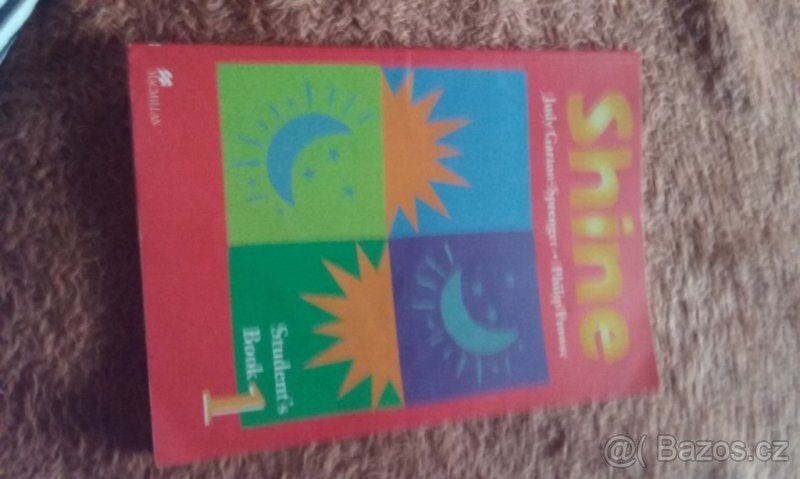 Shine
Judy Garton-Sprenger • Philip Prowse
Student's
Book 1
MACMILLAN
Bazos.cz